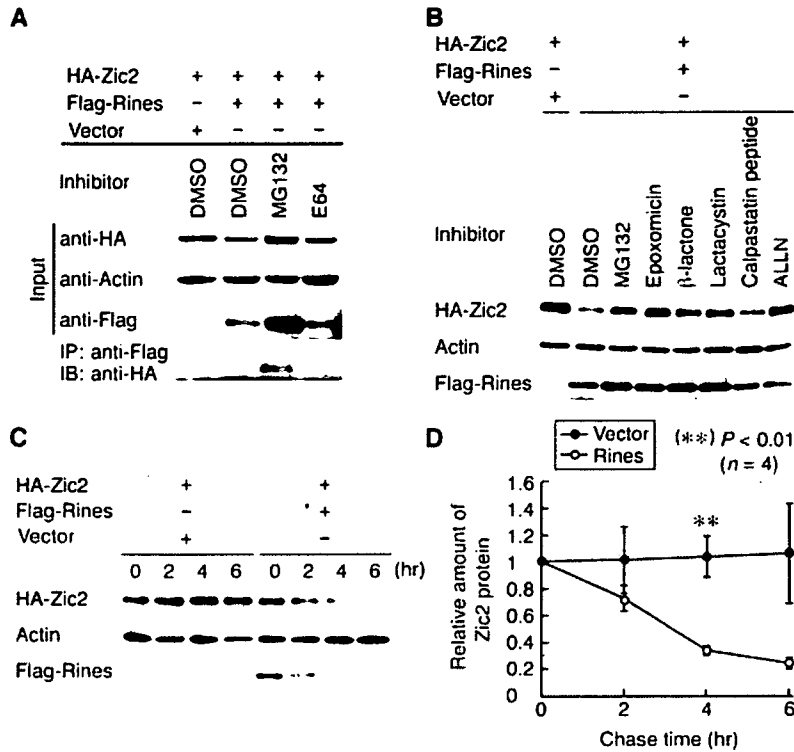 A
HA-Zic2 + + + +
Flag-Rines – + + +
Vector + – – –
Inhibitor DMSO DMSO MG132 E64
Input
anti-HA
anti-Actin
anti-Flag
IP: anti-Flag
IB: anti-HA
B
HA-Zic2 + +
Flag-Rines – +
Vector + –
Inhibitor DMSO DMSO MG132 Epoxomicin β-lactone Lactacystin Calpastatin peptide ALLN
HA-Zic2
Actin
Flag-Rines
C
HA-Zic2 + +
Flag-Rines – +
Vector + –
0 2 4 6 0 2 4 6 (hr)
HA-Zic2
Actin
Flag-Rines
D
Vector
Rines
(**) P < 0.01
(n = 4)
**
Relative amount of
Zic2 protein
1.6
1.4
1.2
1.0
0.8
0.6
0.4
0.2
0
0 2 4 6
Chase time (hr)